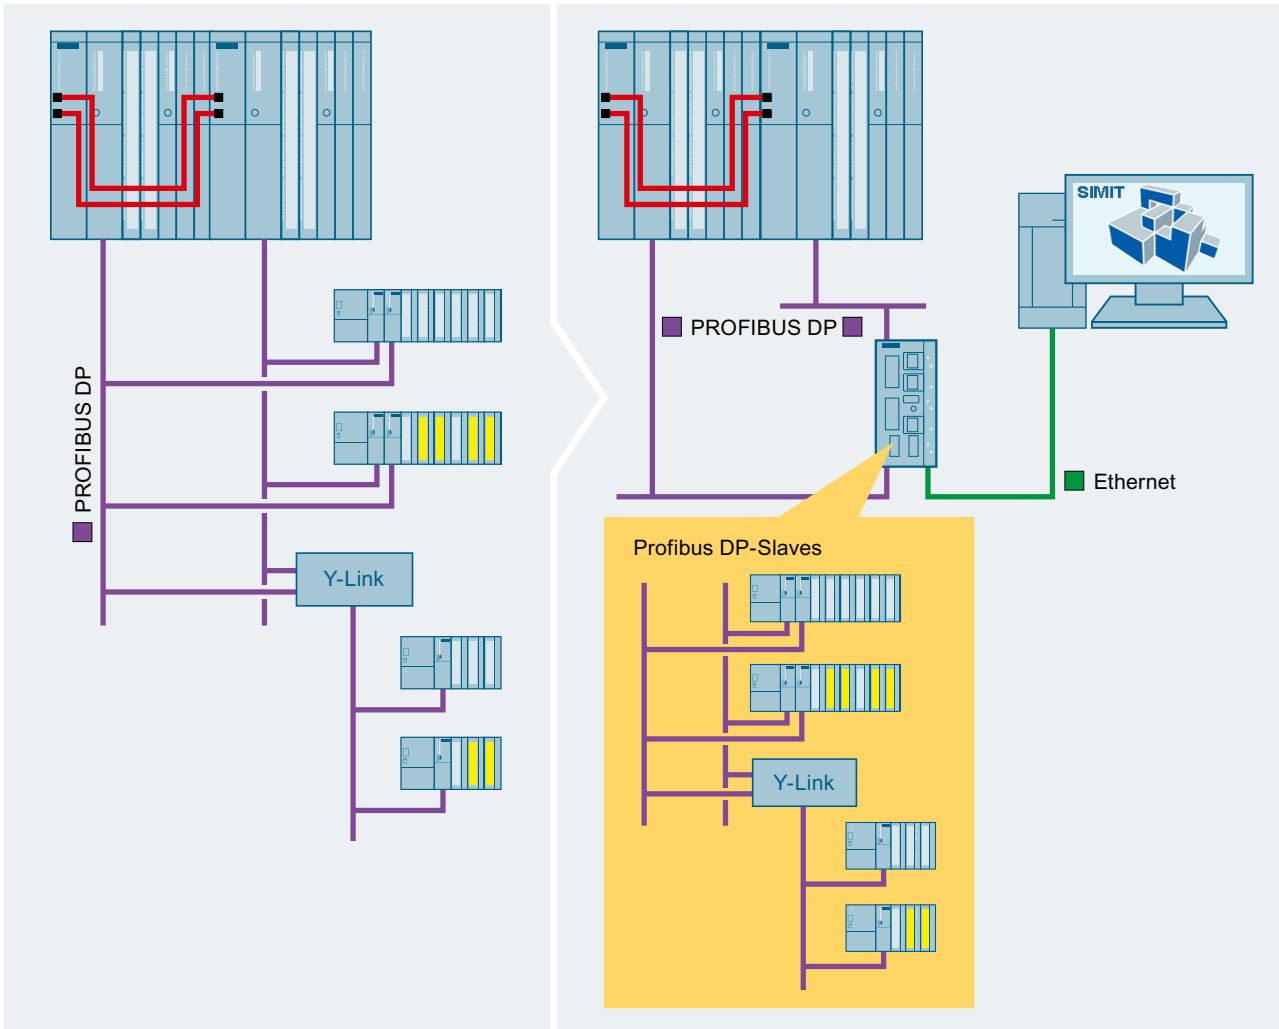 PROFIBUS DP
Y-Link
SIMIT
PROFIBUS DP
Ethernet
Profibus DP-Slaves
Y-Link